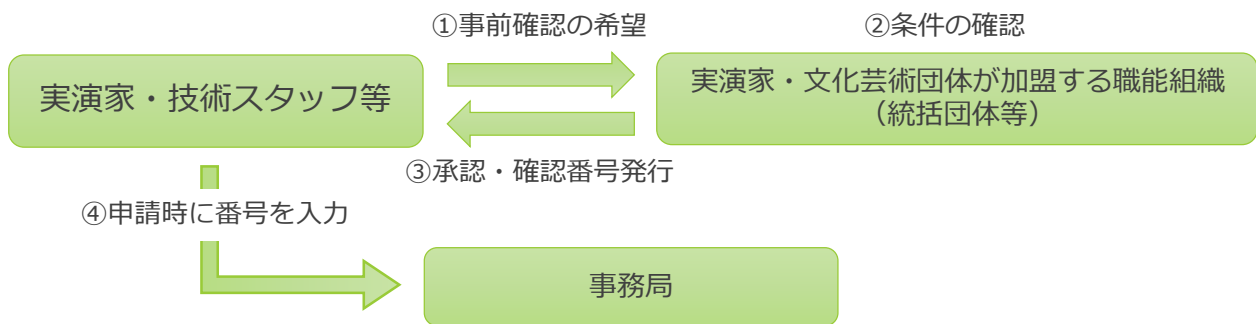 ①事前確認の希望
②条件の確認
実演家・技術スタッフ等
実演家・文化芸術団体が加盟する職能組織
（統括団体等）
③承認・確認番号発行
④申請時に番号を入力
事務局